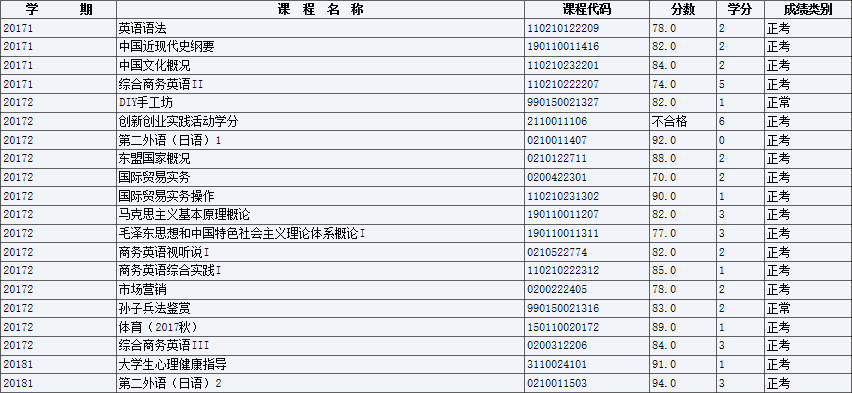 学 期 课 程 名 称 课程代码 分数 学分 成绩类别
20171 英语语法 110210122209 78.0 2 正考
20171 中国近现代史纲要 190110011416 82.0 2 正考
20171 中国文化概况 110210232201 84.0 2 正考
20171 综合商务英语II 110210222207 74.0 5 正考
20172 DIY手工坊 990150021327 82.0 1 正常
20172 创新创业实践活动学分 2110011106 不合格 6 正考
20172 第二外语（日语）1 0210011407 92.0 0 正考
20172 东盟国家概况 0210122711 88.0 2 正考
20172 国际贸易实务 0200422301 70.0 2 正考
20172 国际贸易实务操作 110210231302 90.0 1 正考
20172 马克思主义基本原理概论 190110011207 82.0 3 正考
20172 毛泽东思想和中国特色社会主义理论体系概论I 190110011311 77.0 3 正考
20172 商务英语视听说I 0210522774 82.0 2 正考
20172 商务英语综合实践I 110210222312 85.0 1 正考
20172 市场营销 0200222405 78.0 2 正考
20172 孙子兵法鉴赏 990150021316 83.0 2 正常
20172 体育（2017秋） 150110020172 89.0 1 正考
20172 综合商务英语III 0200312206 84.0 3 正考
20181 大学生心理健康指导 3110024101 91.0 1 正考
20181 第二外语（日语）2 0210011503 94.0 3 正考